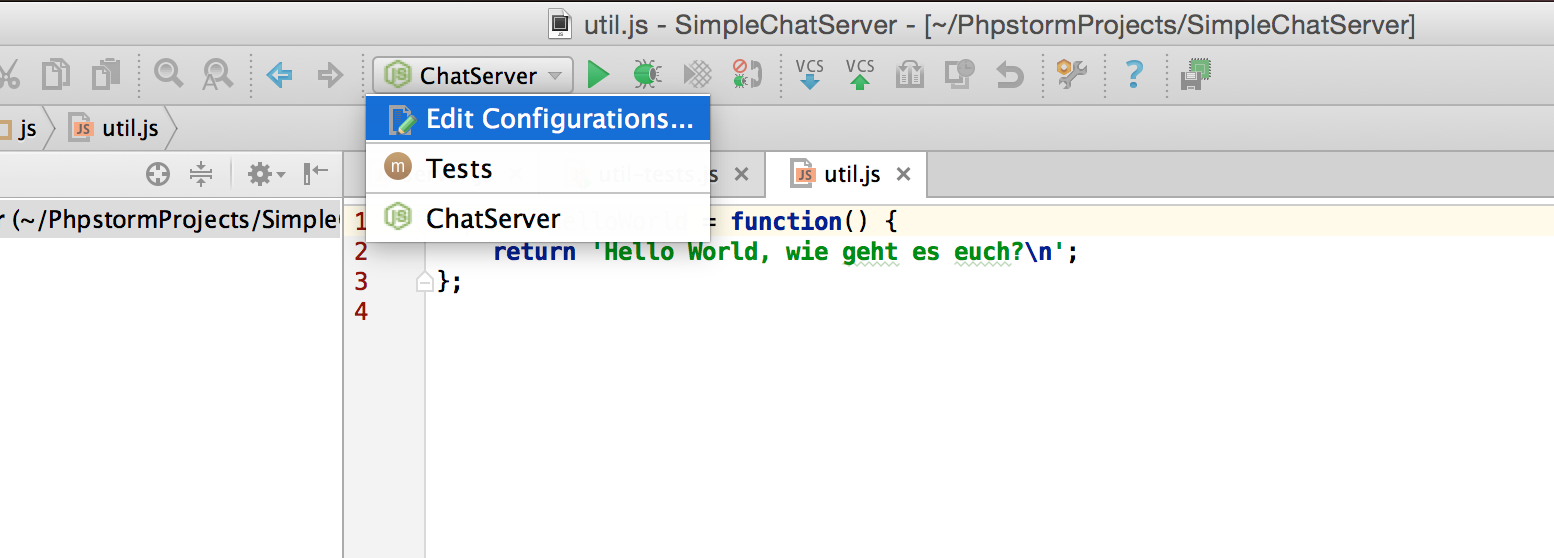 util.js - SimpleChatServer - [~/PhpstormProjects/SimpleChatServer]
ChatServer
VCS VCS ?
js util.js
Edit Configurations...
Tests
ChatServer
util-tests.js
util.js
r (~/PhpstormProjects/Simple
1 = function() {
2 return 'Hello World, wie geht es euch?\n';
3 };
4